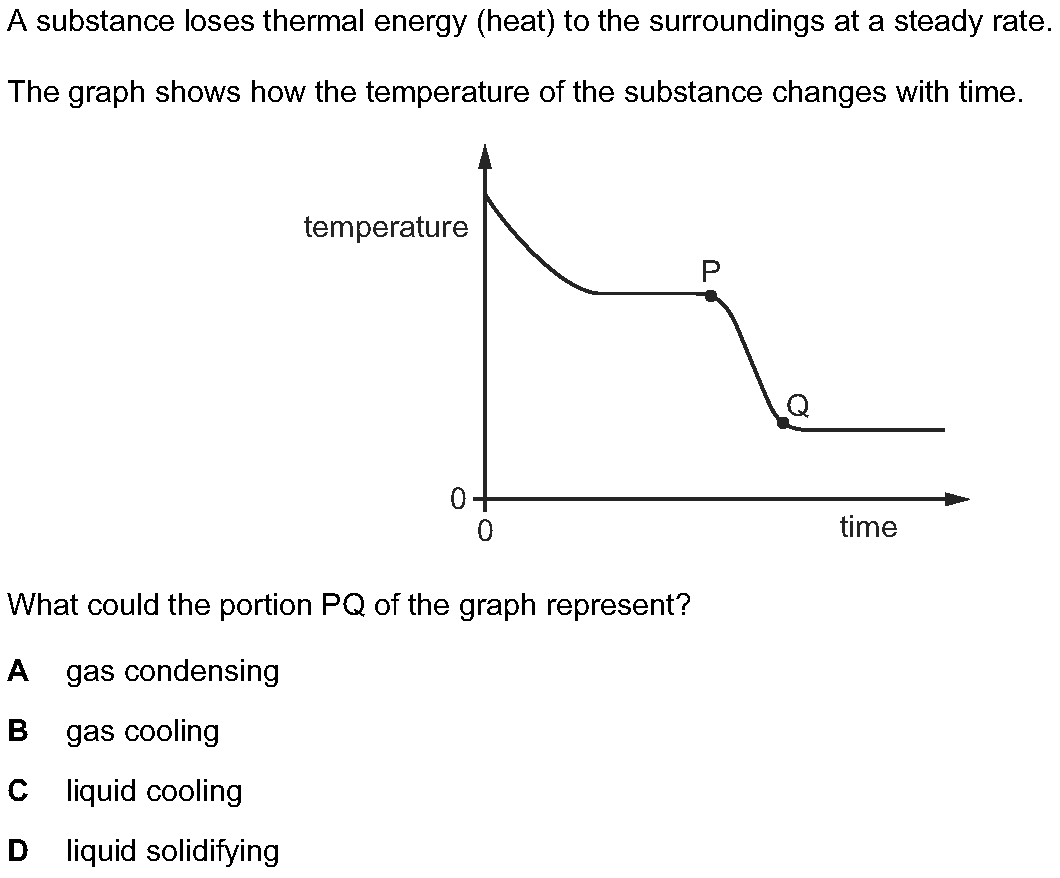 A substance loses thermal energy (heat) to the surroundings at a steady rate.
The graph shows how the temperature of the substance changes with time.
temperature
P
Q
0
0
time
What could the portion PQ of the graph represent?
A gas condensing
B gas cooling
C liquid cooling
D liquid solidifying